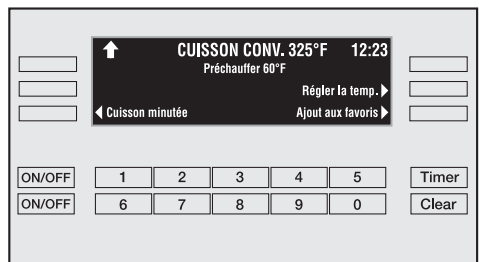 CUISSON CONV. 325°F 12:23
Préchauffer 60°F
Régler la temp.
Cuisson minutée Ajout aux favoris
ON/OFF 1 2 3 4 5 Timer
ON/OFF 6 7 8 9 0 Clear